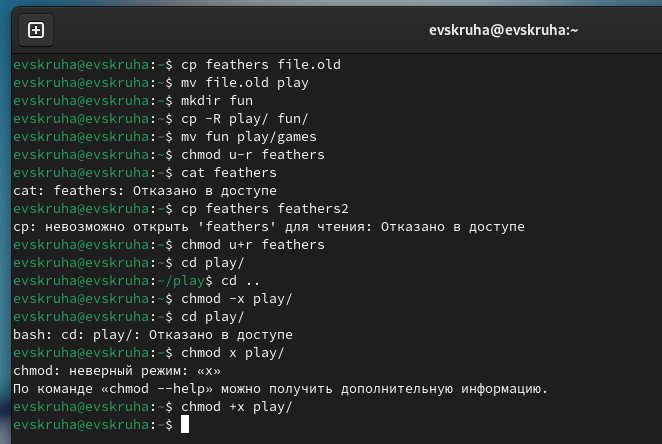 evskruha@evskruha:~
evskruha@evskruha:~$ cp feathers file.old
evskruha@evskruha:~$ mv file.old play
evskruha@evskruha:~$ mkdir fun
evskruha@evskruha:~$ cp -R play/ fun/
evskruha@evskruha:~$ mv fun play/games
evskruha@evskruha:~$ chmod u-r feathers
evskruha@evskruha:~$ cat feathers
cat: feathers: Отказано в доступе
evskruha@evskruha:~$ cp feathers feathers2
cp: невозможно открыть 'feathers' для чтения: Отказано в доступе
evskruha@evskruha:~$ chmod u+r feathers
evskruha@evskruha:~$ cd play/
evskruha@evskruha:~/play$ cd ..
evskruha@evskruha:~$ chmod -x play/
evskruha@evskruha:~$ cd play/
bash: cd: play/: Отказано в доступе
evskruha@evskruha:~$ chmod x play/
chmod: неверный режим: «x»
По команде «chmod --help» можно получить дополнительную информацию.
evskruha@evskruha:~$ chmod +x play/
evskruha@evskruha:~$